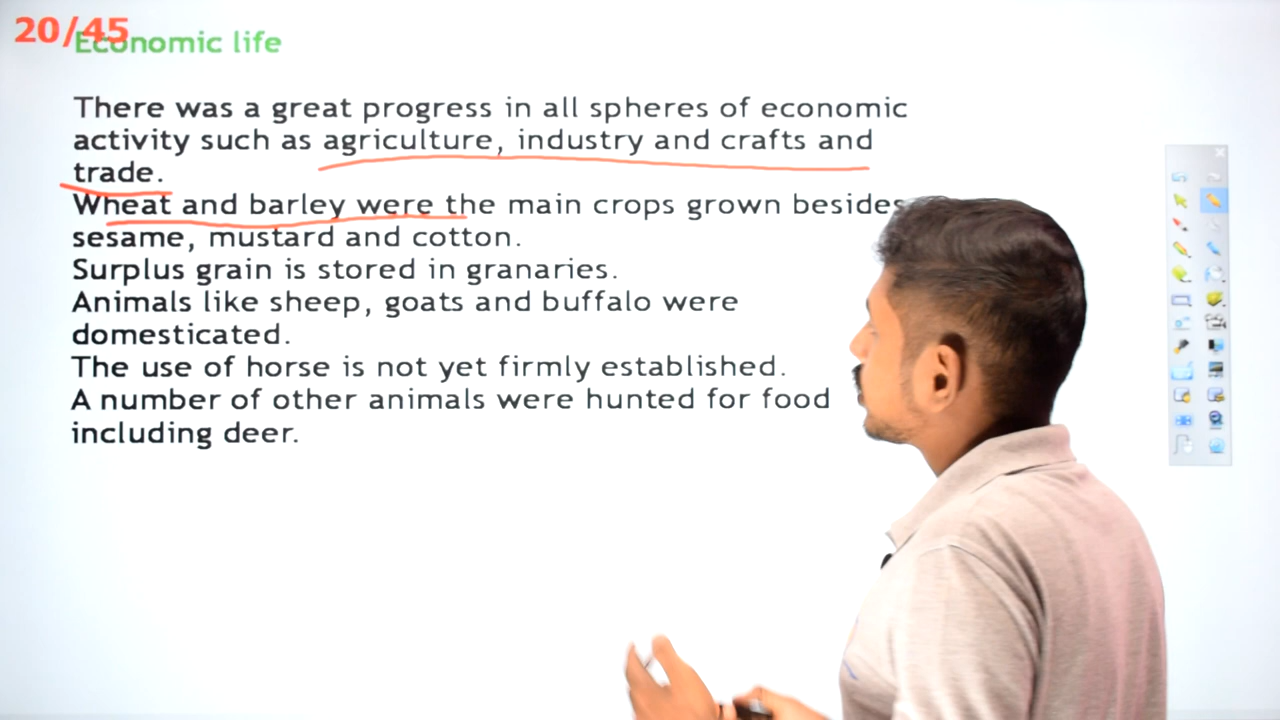 20/45
Economic life
There was a great progress in all spheres of economic
activity such as agriculture, industry and crafts and
trade.
Wheat and barley were the main crops grown besides
sesame, mustard and cotton.
Surplus grain is stored in granaries.
Animals like sheep, goats and buffalo were
domesticated.
The use of horse is not yet firmly established.
A number of other animals were hunted for food
including deer.